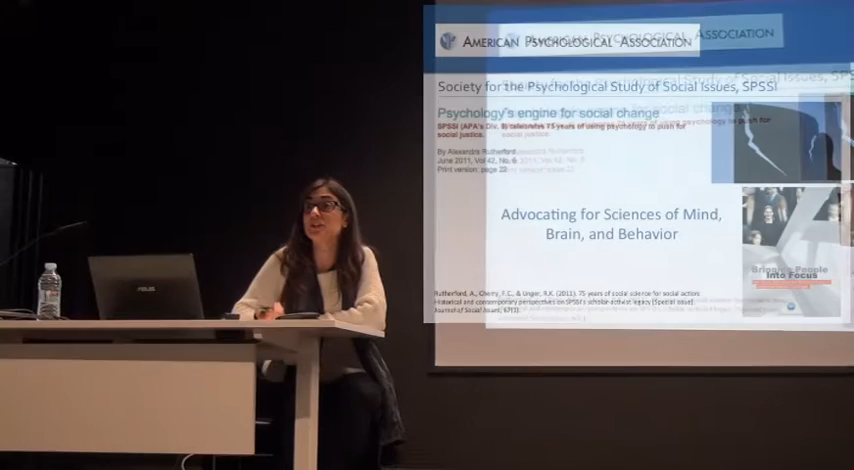 AMERICAN PSYCHOLOGICAL ASSOCIATION
Society for the Psychological Study of Social Issues, SPSSI
Psychology's engine for social change
SPSSI (APA's Div. 9) celebrates 75 years of using psychology to push for
social justice.
By Alexandra Rutherford
June 2011, Vol 42, No. 6
Print version: page 22
Advocating for Sciences of Mind,
Brain, and Behavior
Bringing People
Into Focus
Rutherford, A., Cherry, F.C., & Unger, R.K. (2011). 75 years of social science for social action:
Historical and contemporary perspectives on SPSSI's scholar-activist legacy [Special issue].
Journal of Social Issues, 67(1).
ASUS